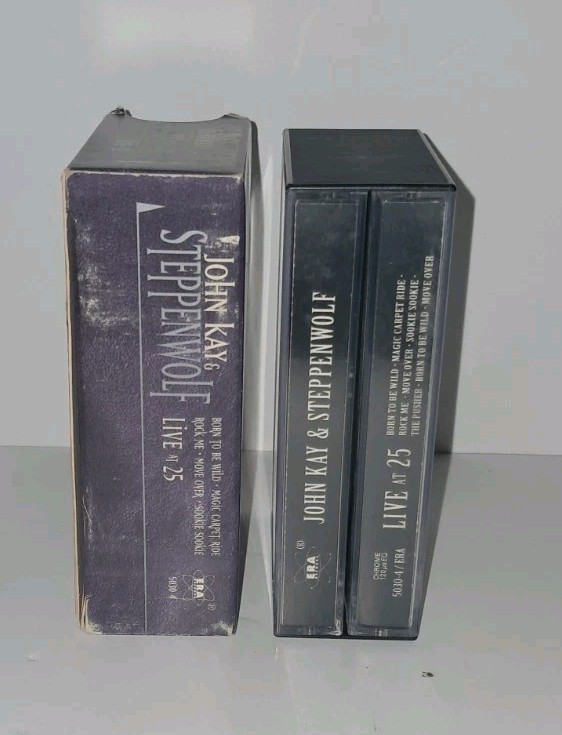 JOHN KAY &
STEPPENWOLF
LIVE AT 25
BORN TO BE WILD • MAGIC CARPET RIDE
ROCK ME • MOVE OVER • SOOKIE SOOKIE
5030-4
ERA
®
JOHN KAY & STEPPENWOLF
ERA
®
BORN TO BE WILD • MAGIC CARPET RIDE •
ROCK ME • MOVE OVER • SOOKIE SOOKIE •
THE PUSHER • BORN TO BE WILD • MOVE OVER
LIVE AT 25
CHROME
120µsEQ
5030-4 / ERA